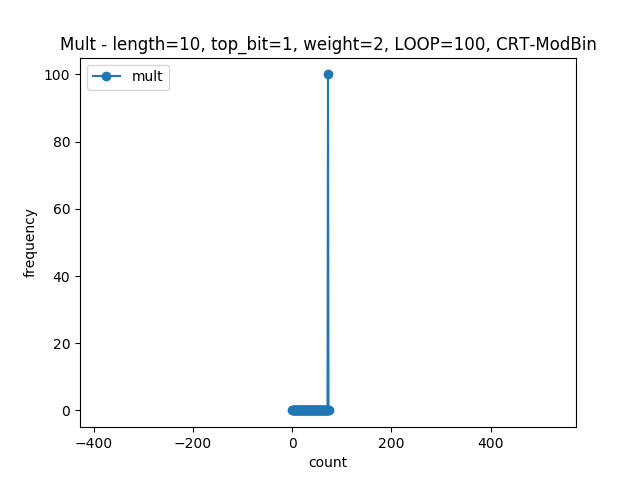 Mult - length=10, top_bit=1, weight=2, LOOP=100, CRT-ModBin
mult
100
80
60
40
20
0
frequency
−400
−200
0
200
400
count